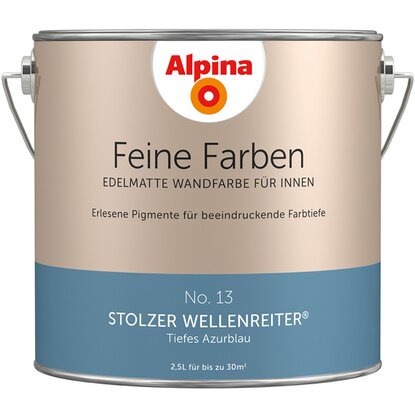 Alpina
Feine Farben
EDELMATTE WANDFARBE FÜR INNEN
Erlesene Pigmente für beeindruckende Farbtiefe
No. 13
STOLZER WELLENREITER®
Tiefes Azurblau
2,5L für bis zu 30m²